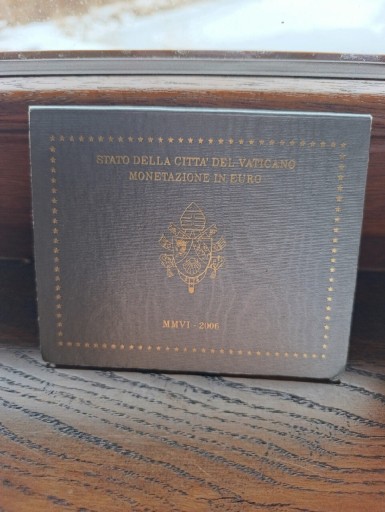 STATO DELLA CITTA' DEL VATICANO
MONETAZIONE IN EURO
MMVI - 2006